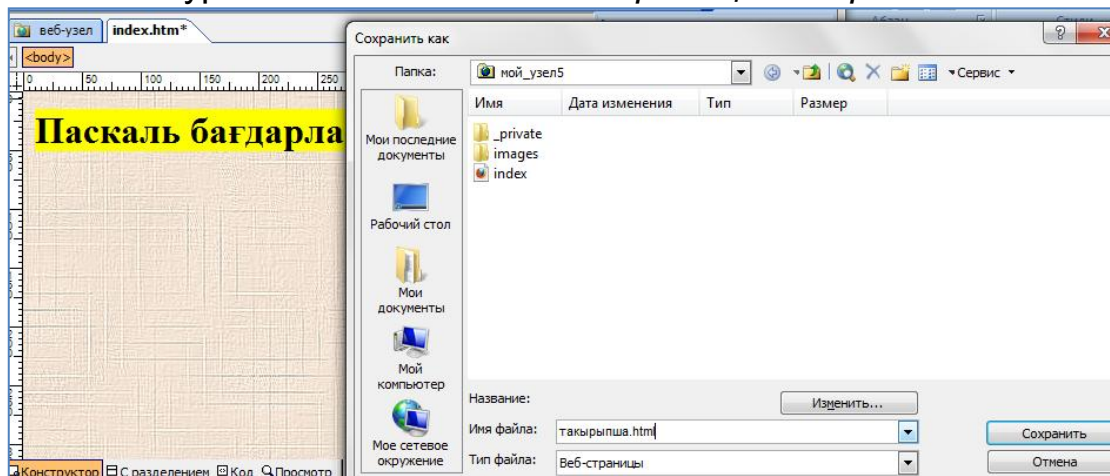 веб-узел index.htm*
<body>
0 50 100 150 200 250
Паскаль бағдарла
Конструктор С разделением Код Просмотр
Сохранить как
Папка: мой_узел5 Сервис
Имя Дата изменения Тип Размер
_private
images
index
Мои последние документы
Рабочий стол
Мои документы
Мой компьютер
Мое сетевое окружение
Название: Изменить...
Имя файла: такырыпша.html Сохранить
Тип файла: Веб-страницы Отмена